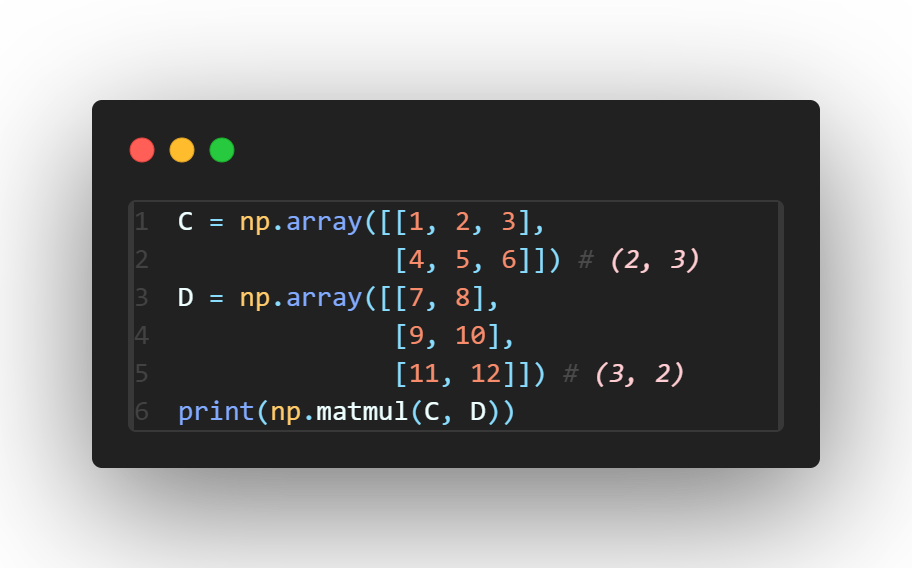 1 C = np.array([[1, 2, 3],
2               [4, 5, 6]]) # (2, 3)
3 D = np.array([[7, 8],
4               [9, 10],
5               [11, 12]]) # (3, 2)
6 print(np.matmul(C, D))